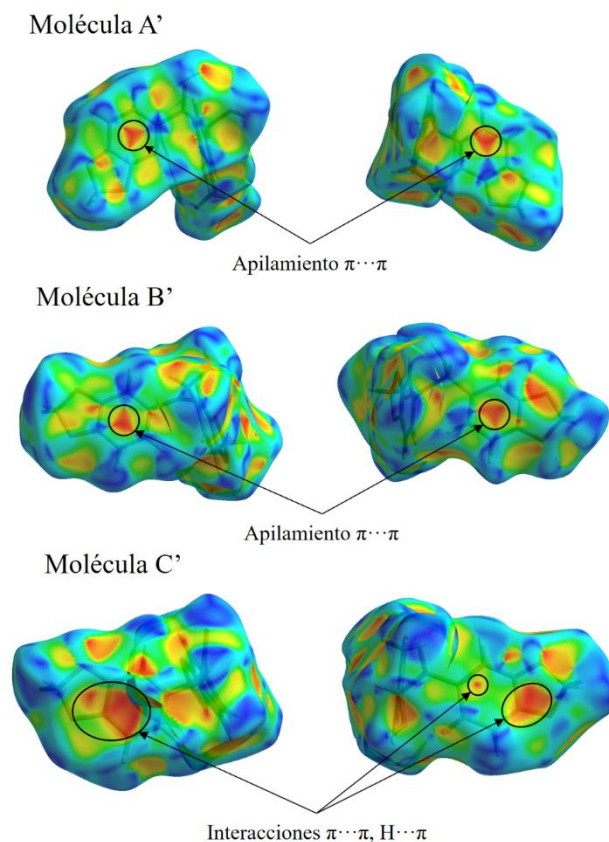 Molécula A’
Apilamiento π···π
Molécula B’
Apilamiento π···π
Molécula C’
Interacciones π···π, H···π